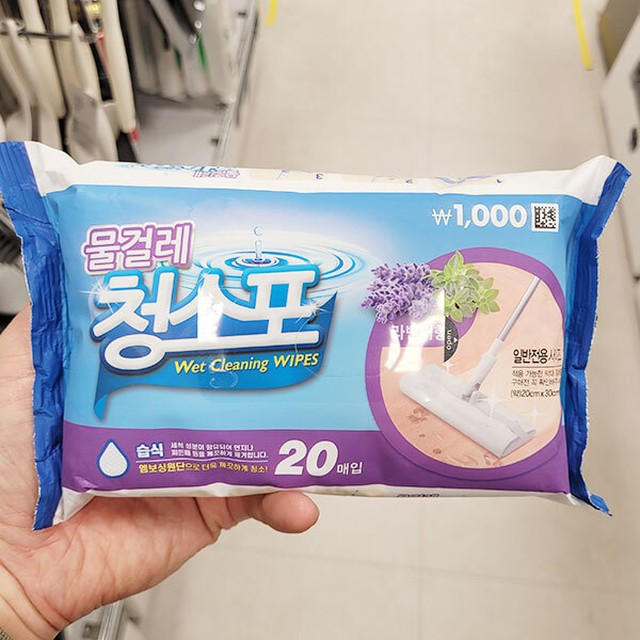 ₩1,000
물걸레
청소포
Wet Cleaning WIPES
일반전용
(약)20cm x 30cm
습식
세척 성분이 함유되어 먼지나
찌든때 등을 깨끗하게 제거합니다.
엠보싱원단으로 더욱 깨끗하게 청소!
20매입